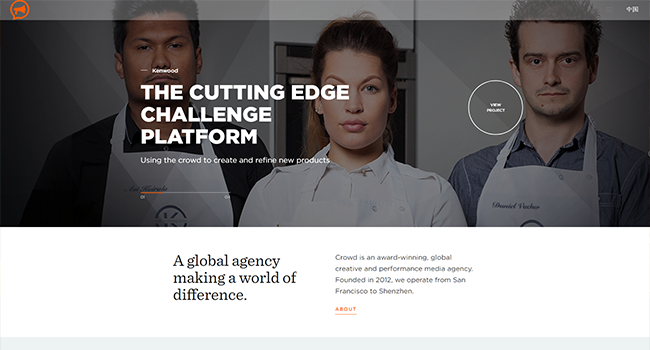 中国
Kenwood
THE CUTTING EDGE
CHALLENGE
PLATFORM
Using the crowd to create and refine new products
VIEW
PROJECT
Daniel Vacher
01
A global agency
making a world of
difference.
Crowd is an award-winning, global
creative and performance media agency.
Founded in 2012, we operate from San
Francisco to Shenzhen.
ABOUT